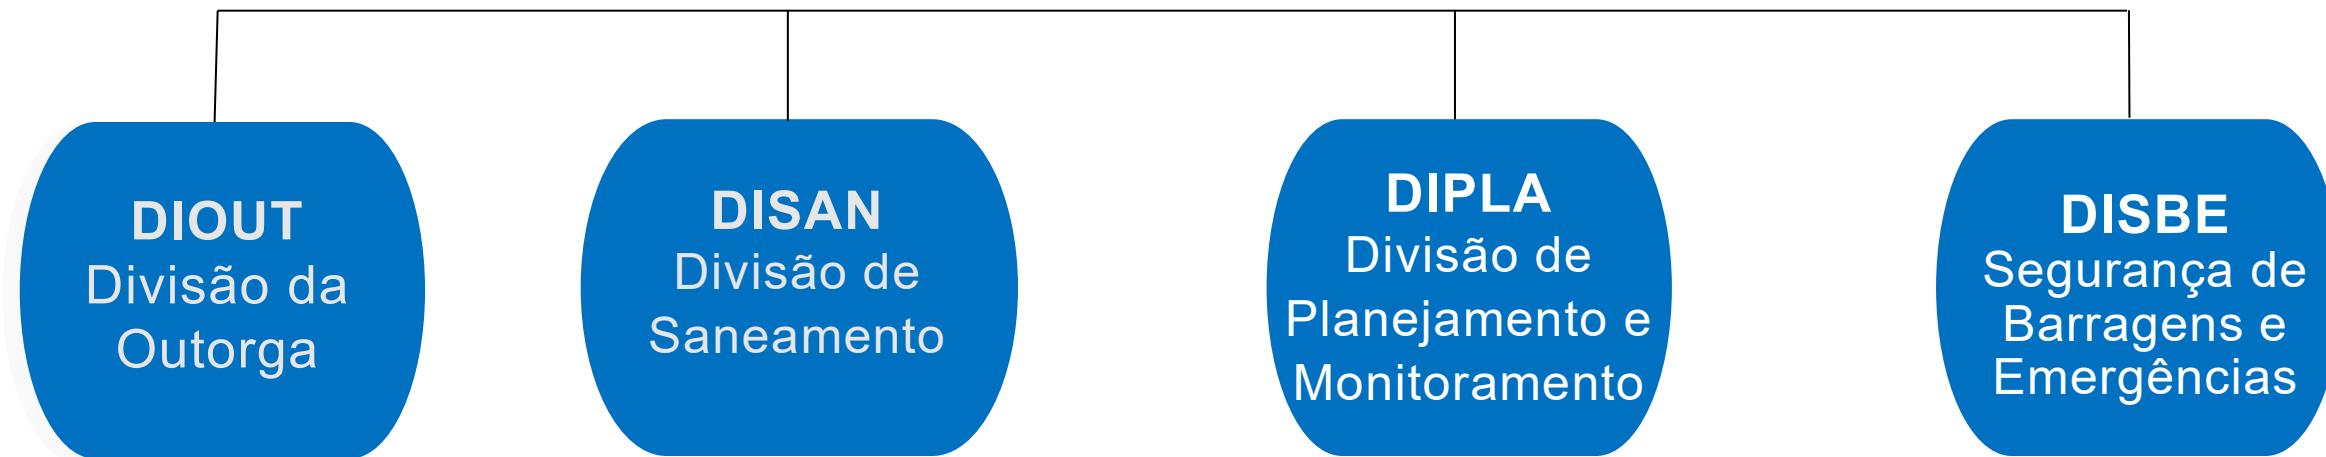 DIOUT
Divisão da
Outorga
DISAN
Divisão de
Saneamento
DIPLA
Divisão de
Planejamento e
Monitoramento
DISBE
Segurança de
Barragens e
Emergências